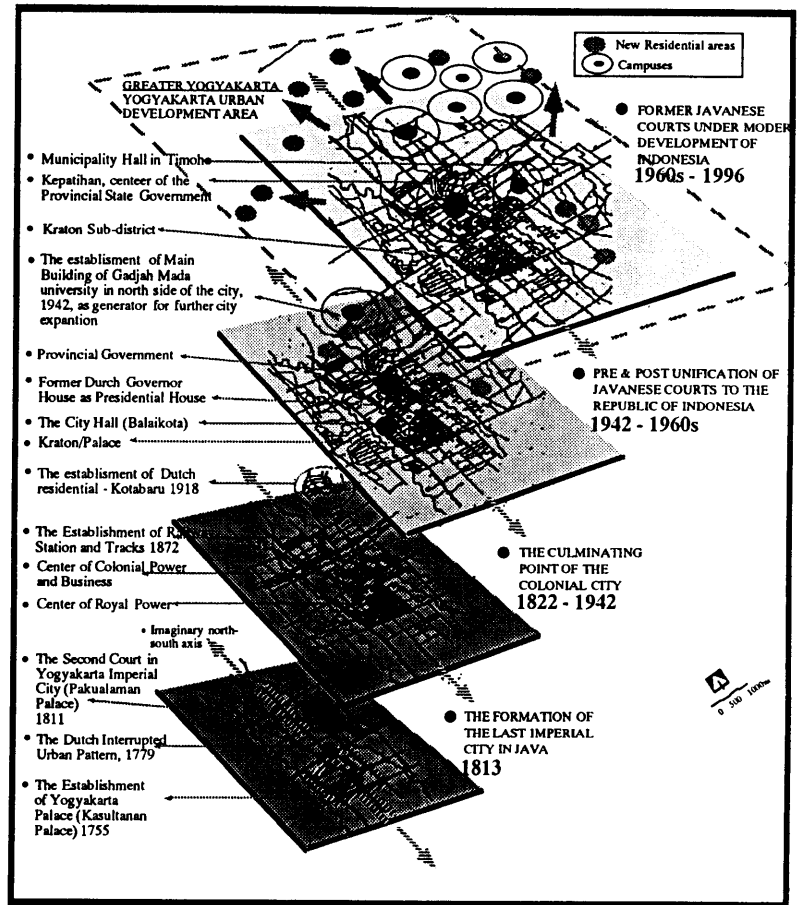 New Residential areas
Campuses
GREATER YOGYAKARTA
YOGYAKARTA URBAN
DEVELOPMENT AREA
FORMER JAVANESE
COURTS UNDER MODER
DEVELOPMENT OF
INDONESIA
1960s - 1996
• Municipality Hall in Timoho
• Kepatihan, centeer of the
Provincial State Government
• Kraton Sub-district
• The establisment of Main
Building of Gadjah Mada
university in north side of the city,
1942, as generator for further city
expantion
• Provincial Government
• Former Durch Governor
House as Presidential House
• The City Hall (Balaikota)
• Kraton/Palace
PRE & POST UNIFICATION OF
JAVANESE COURTS TO THE
REPUBLIC OF INDONESIA
1942 - 1960s
• The establisment of Dutch
residential - Kotabaru 1918
• The Establishment of
Station and Tracks 1872
• Center of Colonial Power
and Business
• Center of Royal Power
THE CULMINATING
POINT OF THE
COLONIAL CITY
1822 - 1942
• Imaginary north-
south axis
• The Second Court in
Yogyakarta Imperial
City (Pakualaman
Palace)
1811
• The Dutch Interrupted
Urban Pattern, 1779
• The Establishment
of Yogyakarta
Palace (Kasultanan
Palace) 1755
THE FORMATION OF
THE LAST IMPERIAL
CITY IN JAVA
1813
0 500 1000m